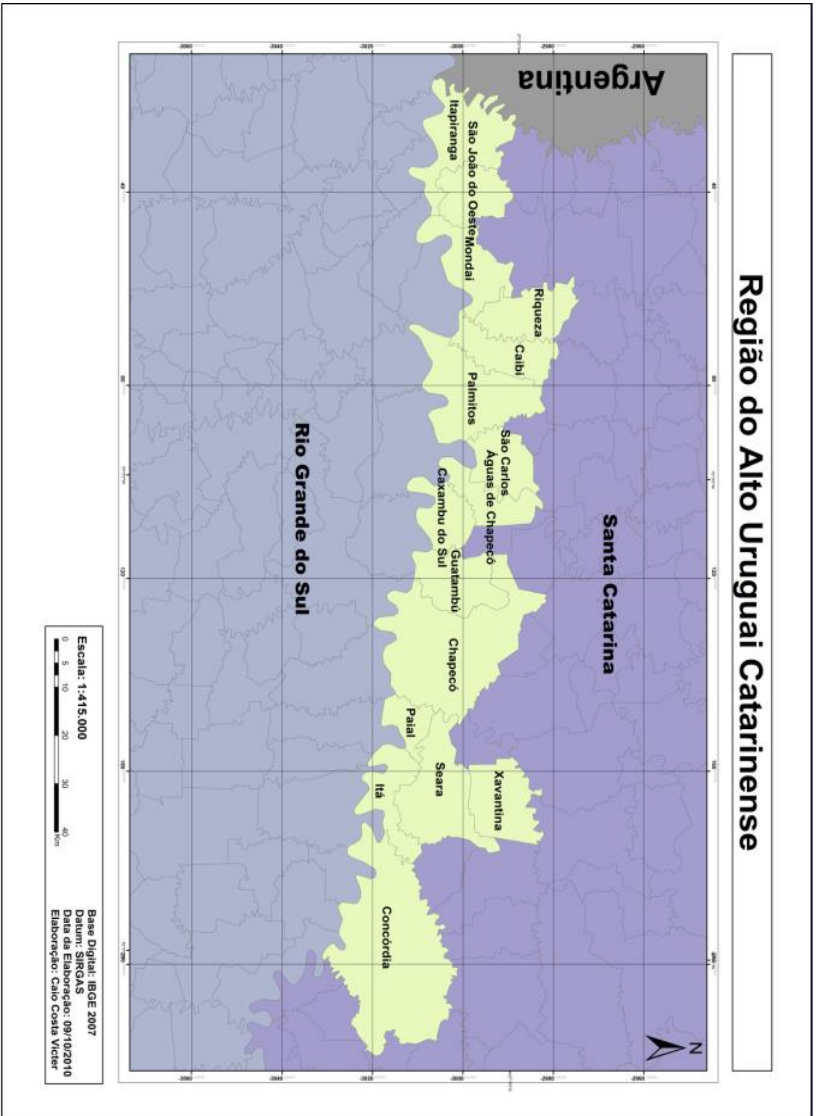 Região do Alto Uruguai Catarinense
Argentina
Santa Catarina
Riqueza
Caibi
São Carlos
Águas de Chapecó
Xavantina
São João do Oeste
Mondaí
Palmitos
Itapiranga
Caxambu do Sul
Guatambú
Chapecó
Seara
Paial
Itá
Concórdia
Rio Grande do Sul
N
Escala: 1:415.000
0 5 10 20 30 40
Km
Base Digital: IBGE 2007
Datum: SIRGAS
Data da Elaboração: 09/10/2010
Elaboração: Caio Costa Victer